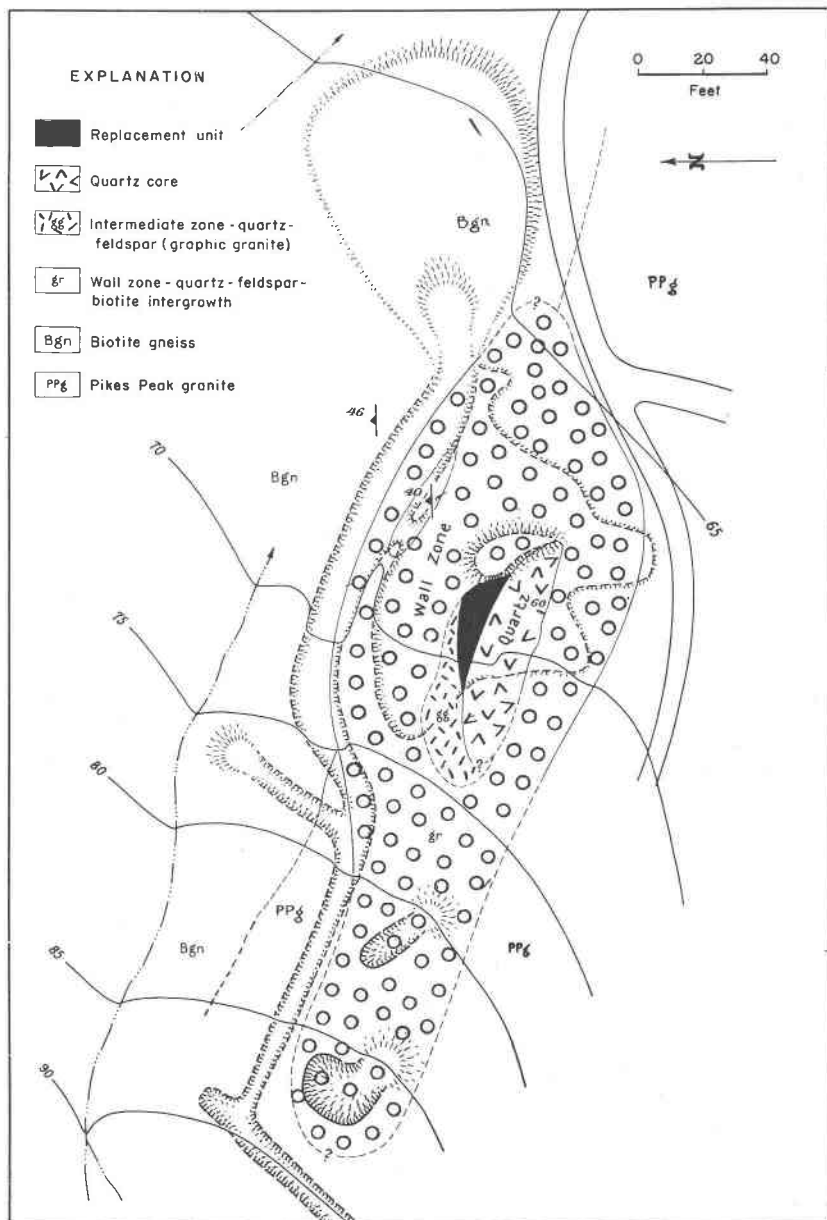 EXPLANATION
Replacement unit
Quartz core
gg
Intermediate zone - quartz-
feldspar (graphic granite)
gr
Wall zone - quartz - feldspar-
biotite intergrowth
Bgn
Biotite gneiss
PPg
Pikes Peak granite
0 20 40
Feet
N
Bgn
PPg
?
46
70
Bgn
40
65
Wall Zone
75
60
Quartz
gg
?
80
gr
PPg
PPg
Bgn
85
90
?